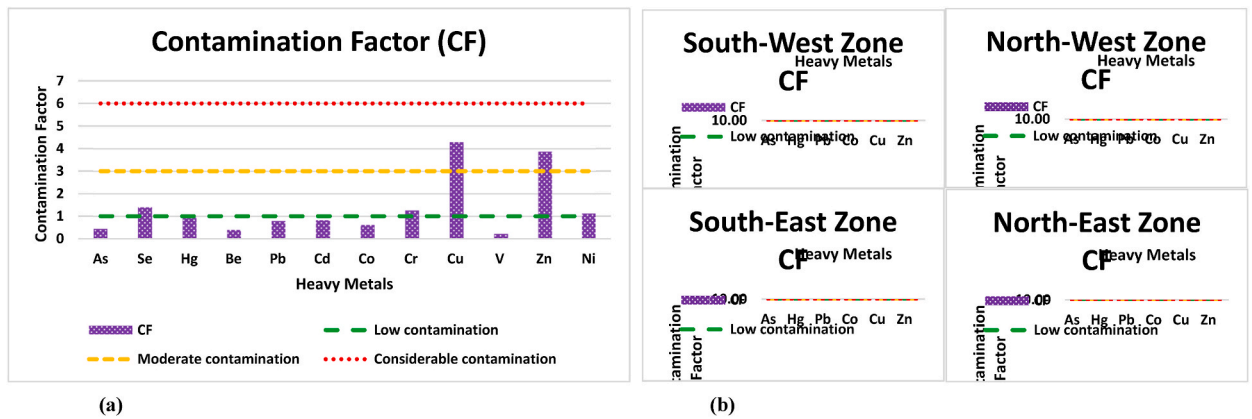 Contamination Factor (CF)
Contamination Factor
7
6
5
4
3
2
1
0
As Se Hg Be Pb Cd Co Cr Cu V Zn Ni
Heavy Metals
CF
Low contamination
Moderate contamination
Considerable contamination
(a)
South-West Zone
CF
Heavy Metals
CF
10.00
Low contamination
As Hg Pb Co Cu Zn
North-West Zone
CF
Heavy Metals
CF
10.00
Low contamination
As Hg Pb Co Cu Zn
South-East Zone
CF
Heavy Metals
CF
Low contamination
As Hg Pb Co Cu Zn
Factor
North-East Zone
CF
Heavy Metals
CF
Low contamination
As Hg Pb Co Cu Zn
Factor
(b)